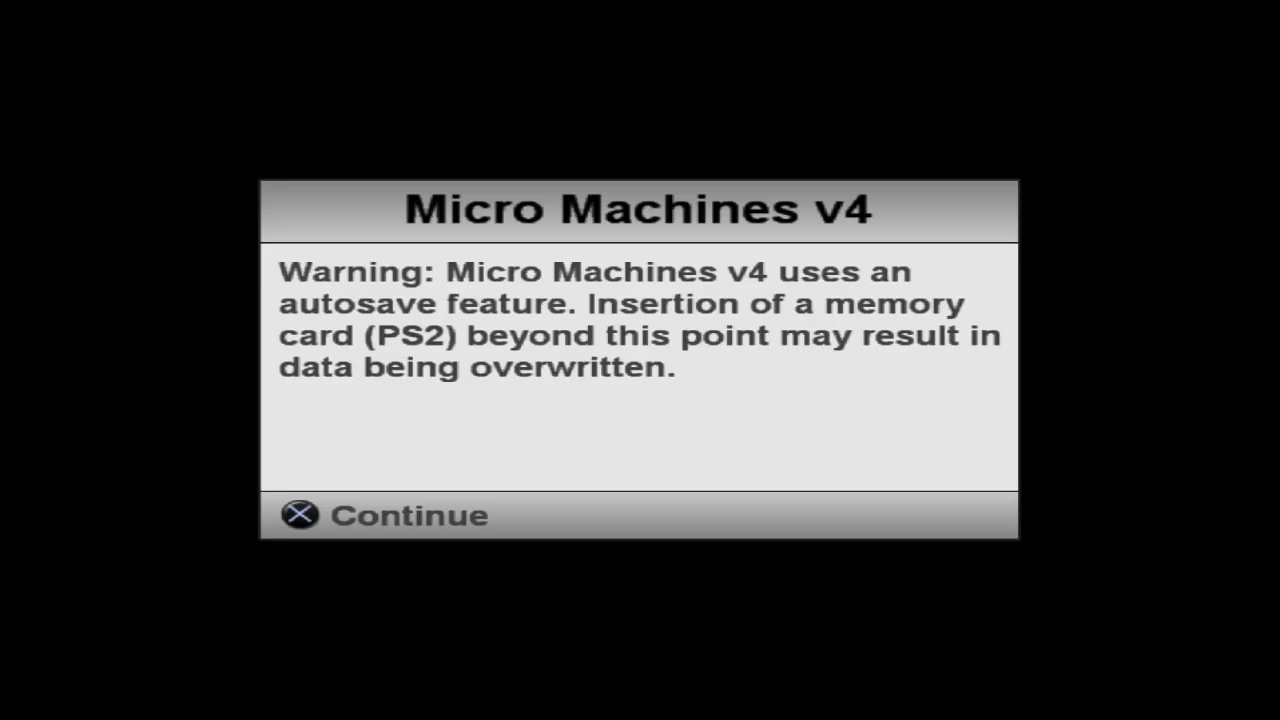 Micro Machines v4
Warning: Micro Machines v4 uses an
autosave feature. Insertion of a memory
card (PS2) beyond this point may result in
data being overwritten.
Continue